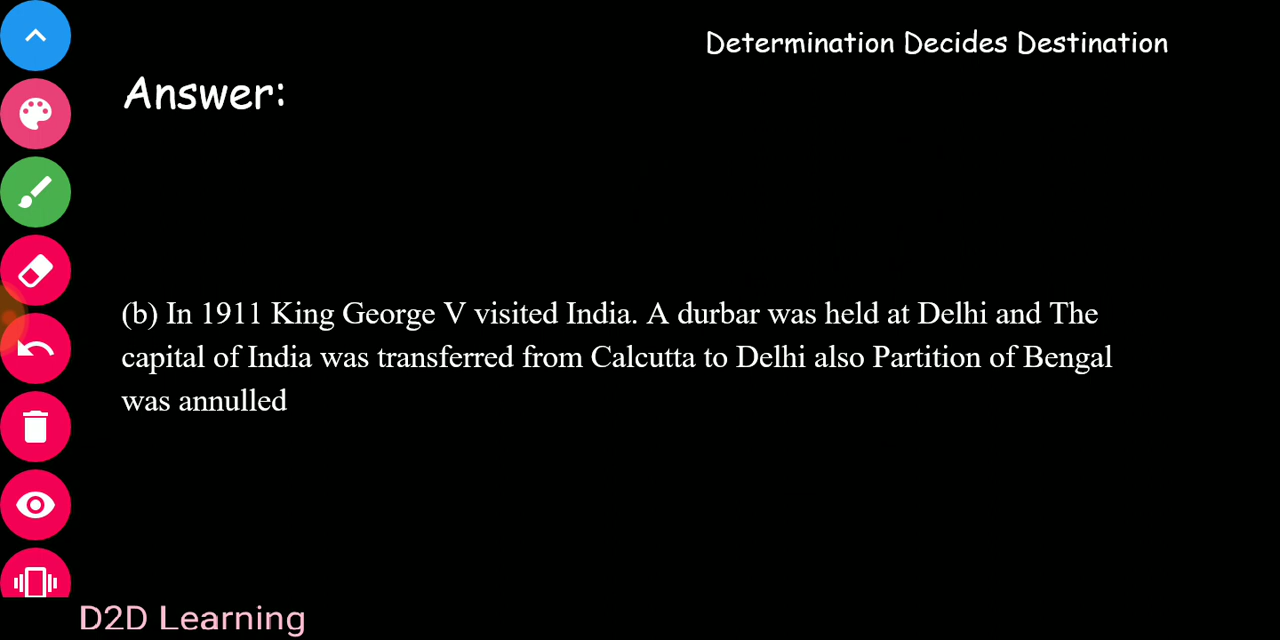 Determination Decides Destination
Answer:
(b) In 1911 King George V visited India. A durbar was held at Delhi and The
capital of India was transferred from Calcutta to Delhi also Partition of Bengal
was annulled
D2D Learning